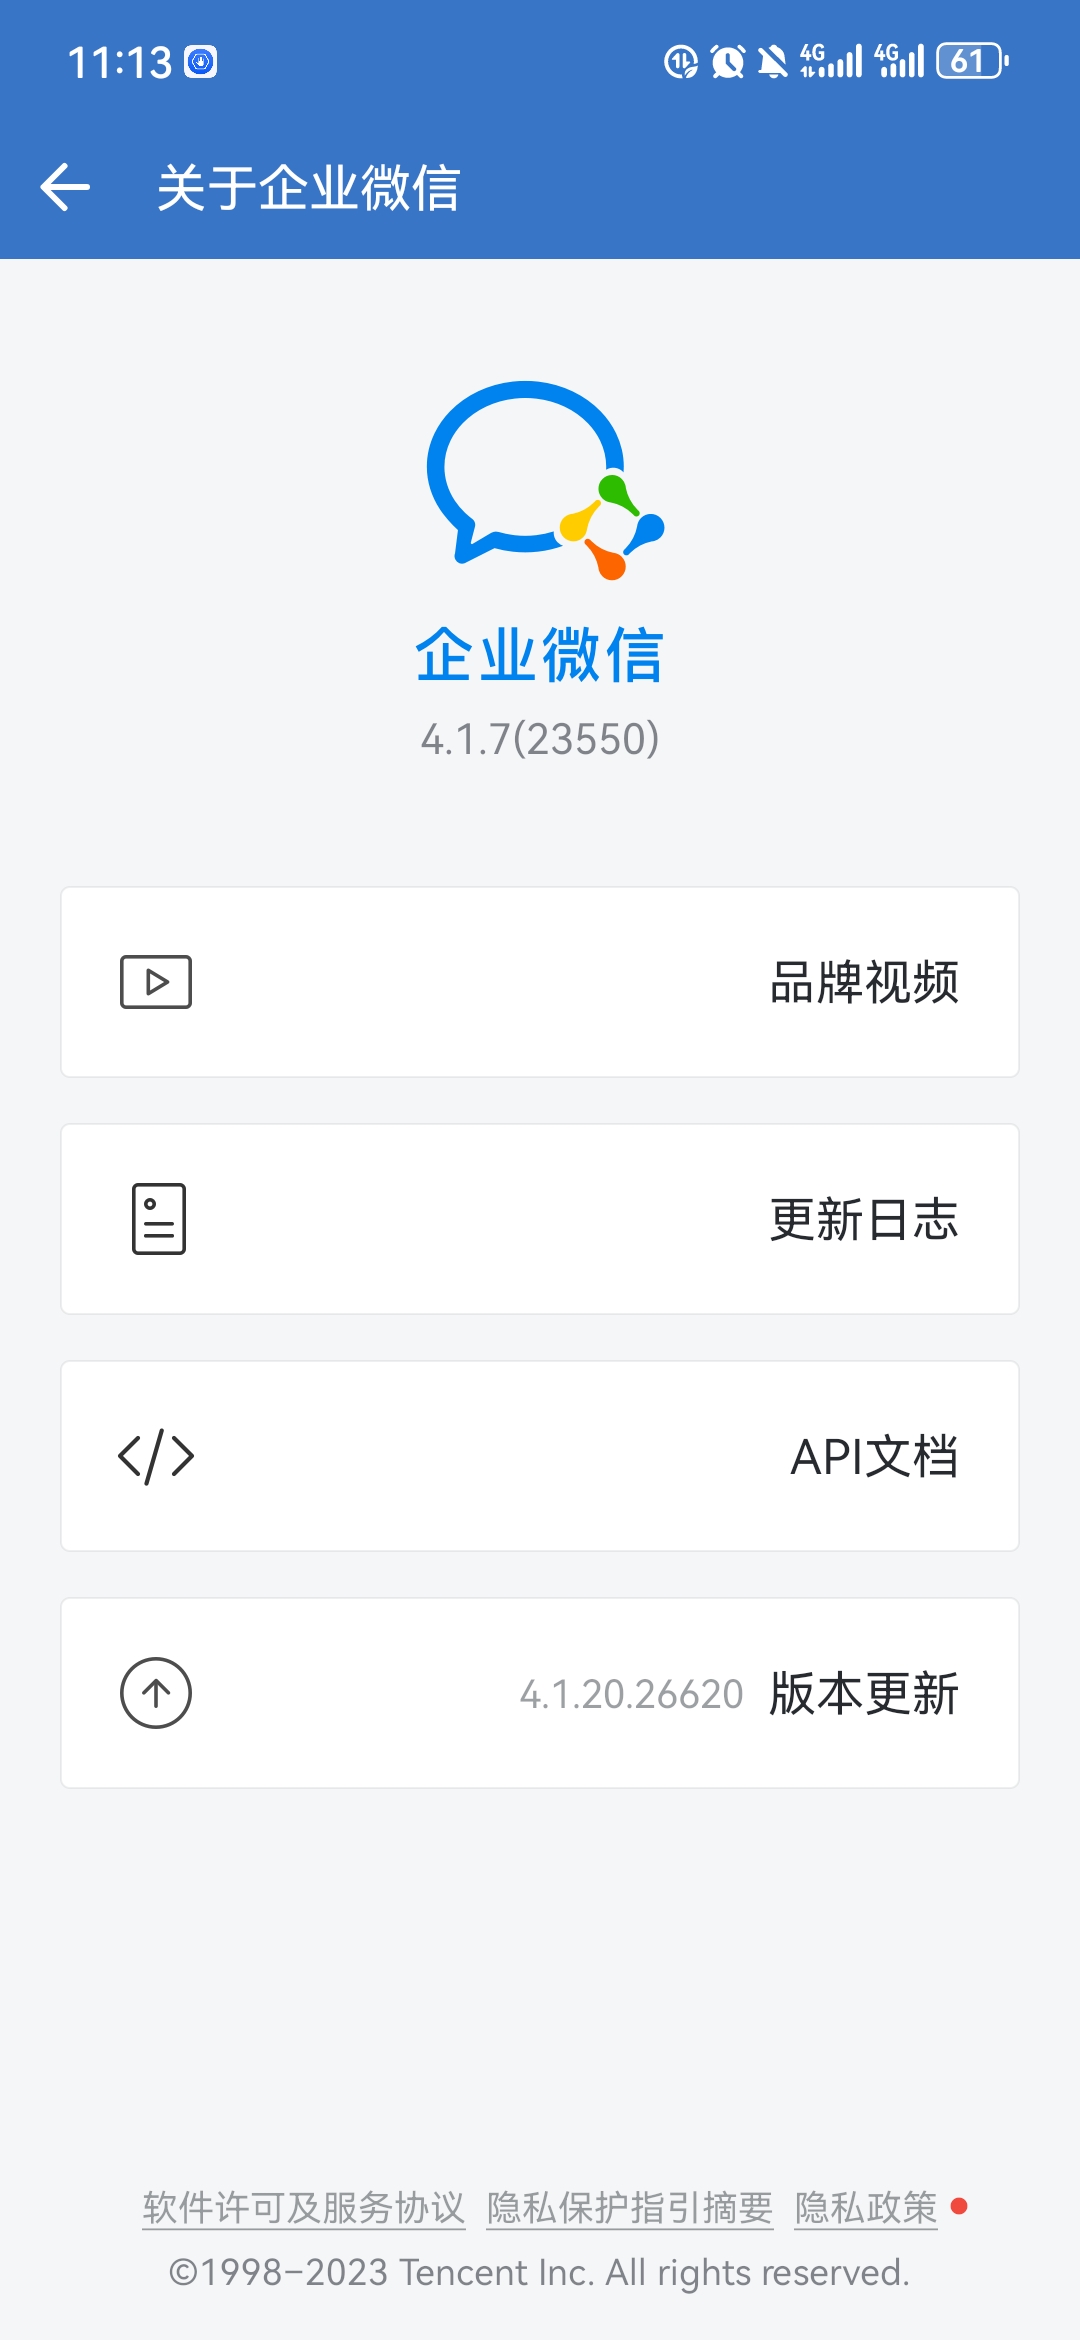 11:13
4G 4G 61
关于企业微信
企业微信
4.1.7(23550)
品牌视频
更新日志
API文档
4.1.20.26620 版本更新
软件许可及服务协议 隐私保护指引摘要 隐私政策
©1998-2023 Tencent Inc. All rights reserved.